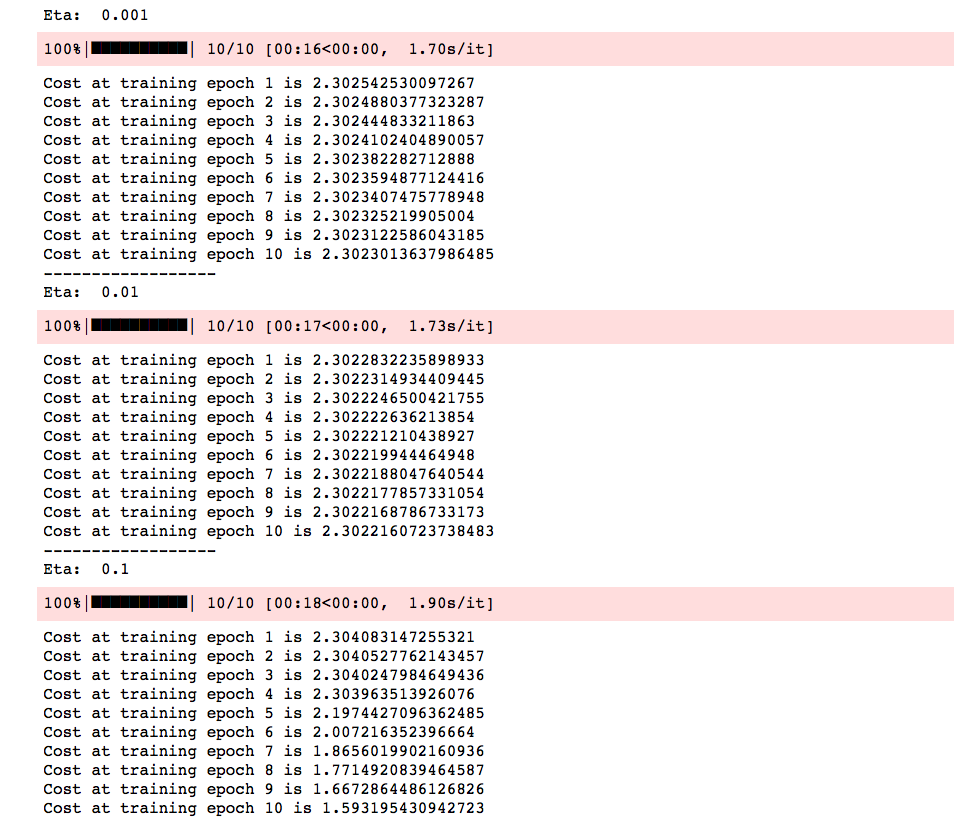 Eta:  0.001
100%|██████████| 10/10 [00:16<00:00,  1.70s/it]
Cost at training epoch 1 is 2.302542530097267
Cost at training epoch 2 is 2.3024880377323287
Cost at training epoch 3 is 2.302444833211863
Cost at training epoch 4 is 2.3024102404890057
Cost at training epoch 5 is 2.302382282712888
Cost at training epoch 6 is 2.3023594877124416
Cost at training epoch 7 is 2.3023407475778948
Cost at training epoch 8 is 2.302325219905004
Cost at training epoch 9 is 2.3023122586043185
Cost at training epoch 10 is 2.3023013637986485
------------------
Eta:  0.01
100%|██████████| 10/10 [00:17<00:00,  1.73s/it]
Cost at training epoch 1 is 2.3022832235898933
Cost at training epoch 2 is 2.3022314934409445
Cost at training epoch 3 is 2.3022246500421755
Cost at training epoch 4 is 2.302222636213854
Cost at training epoch 5 is 2.302221210438927
Cost at training epoch 6 is 2.302219944464948
Cost at training epoch 7 is 2.3022188047640544
Cost at training epoch 8 is 2.3022177857331054
Cost at training epoch 9 is 2.3022168786733173
Cost at training epoch 10 is 2.3022160723738483
------------------
Eta:  0.1
100%|██████████| 10/10 [00:18<00:00,  1.90s/it]
Cost at training epoch 1 is 2.304083147255321
Cost at training epoch 2 is 2.3040527762143457
Cost at training epoch 3 is 2.3040247984649436
Cost at training epoch 4 is 2.303963513926076
Cost at training epoch 5 is 2.1974427096362485
Cost at training epoch 6 is 2.007216352396664
Cost at training epoch 7 is 1.8656019902160936
Cost at training epoch 8 is 1.7714920839464587
Cost at training epoch 9 is 1.6672864486126826
Cost at training epoch 10 is 1.593195430942723